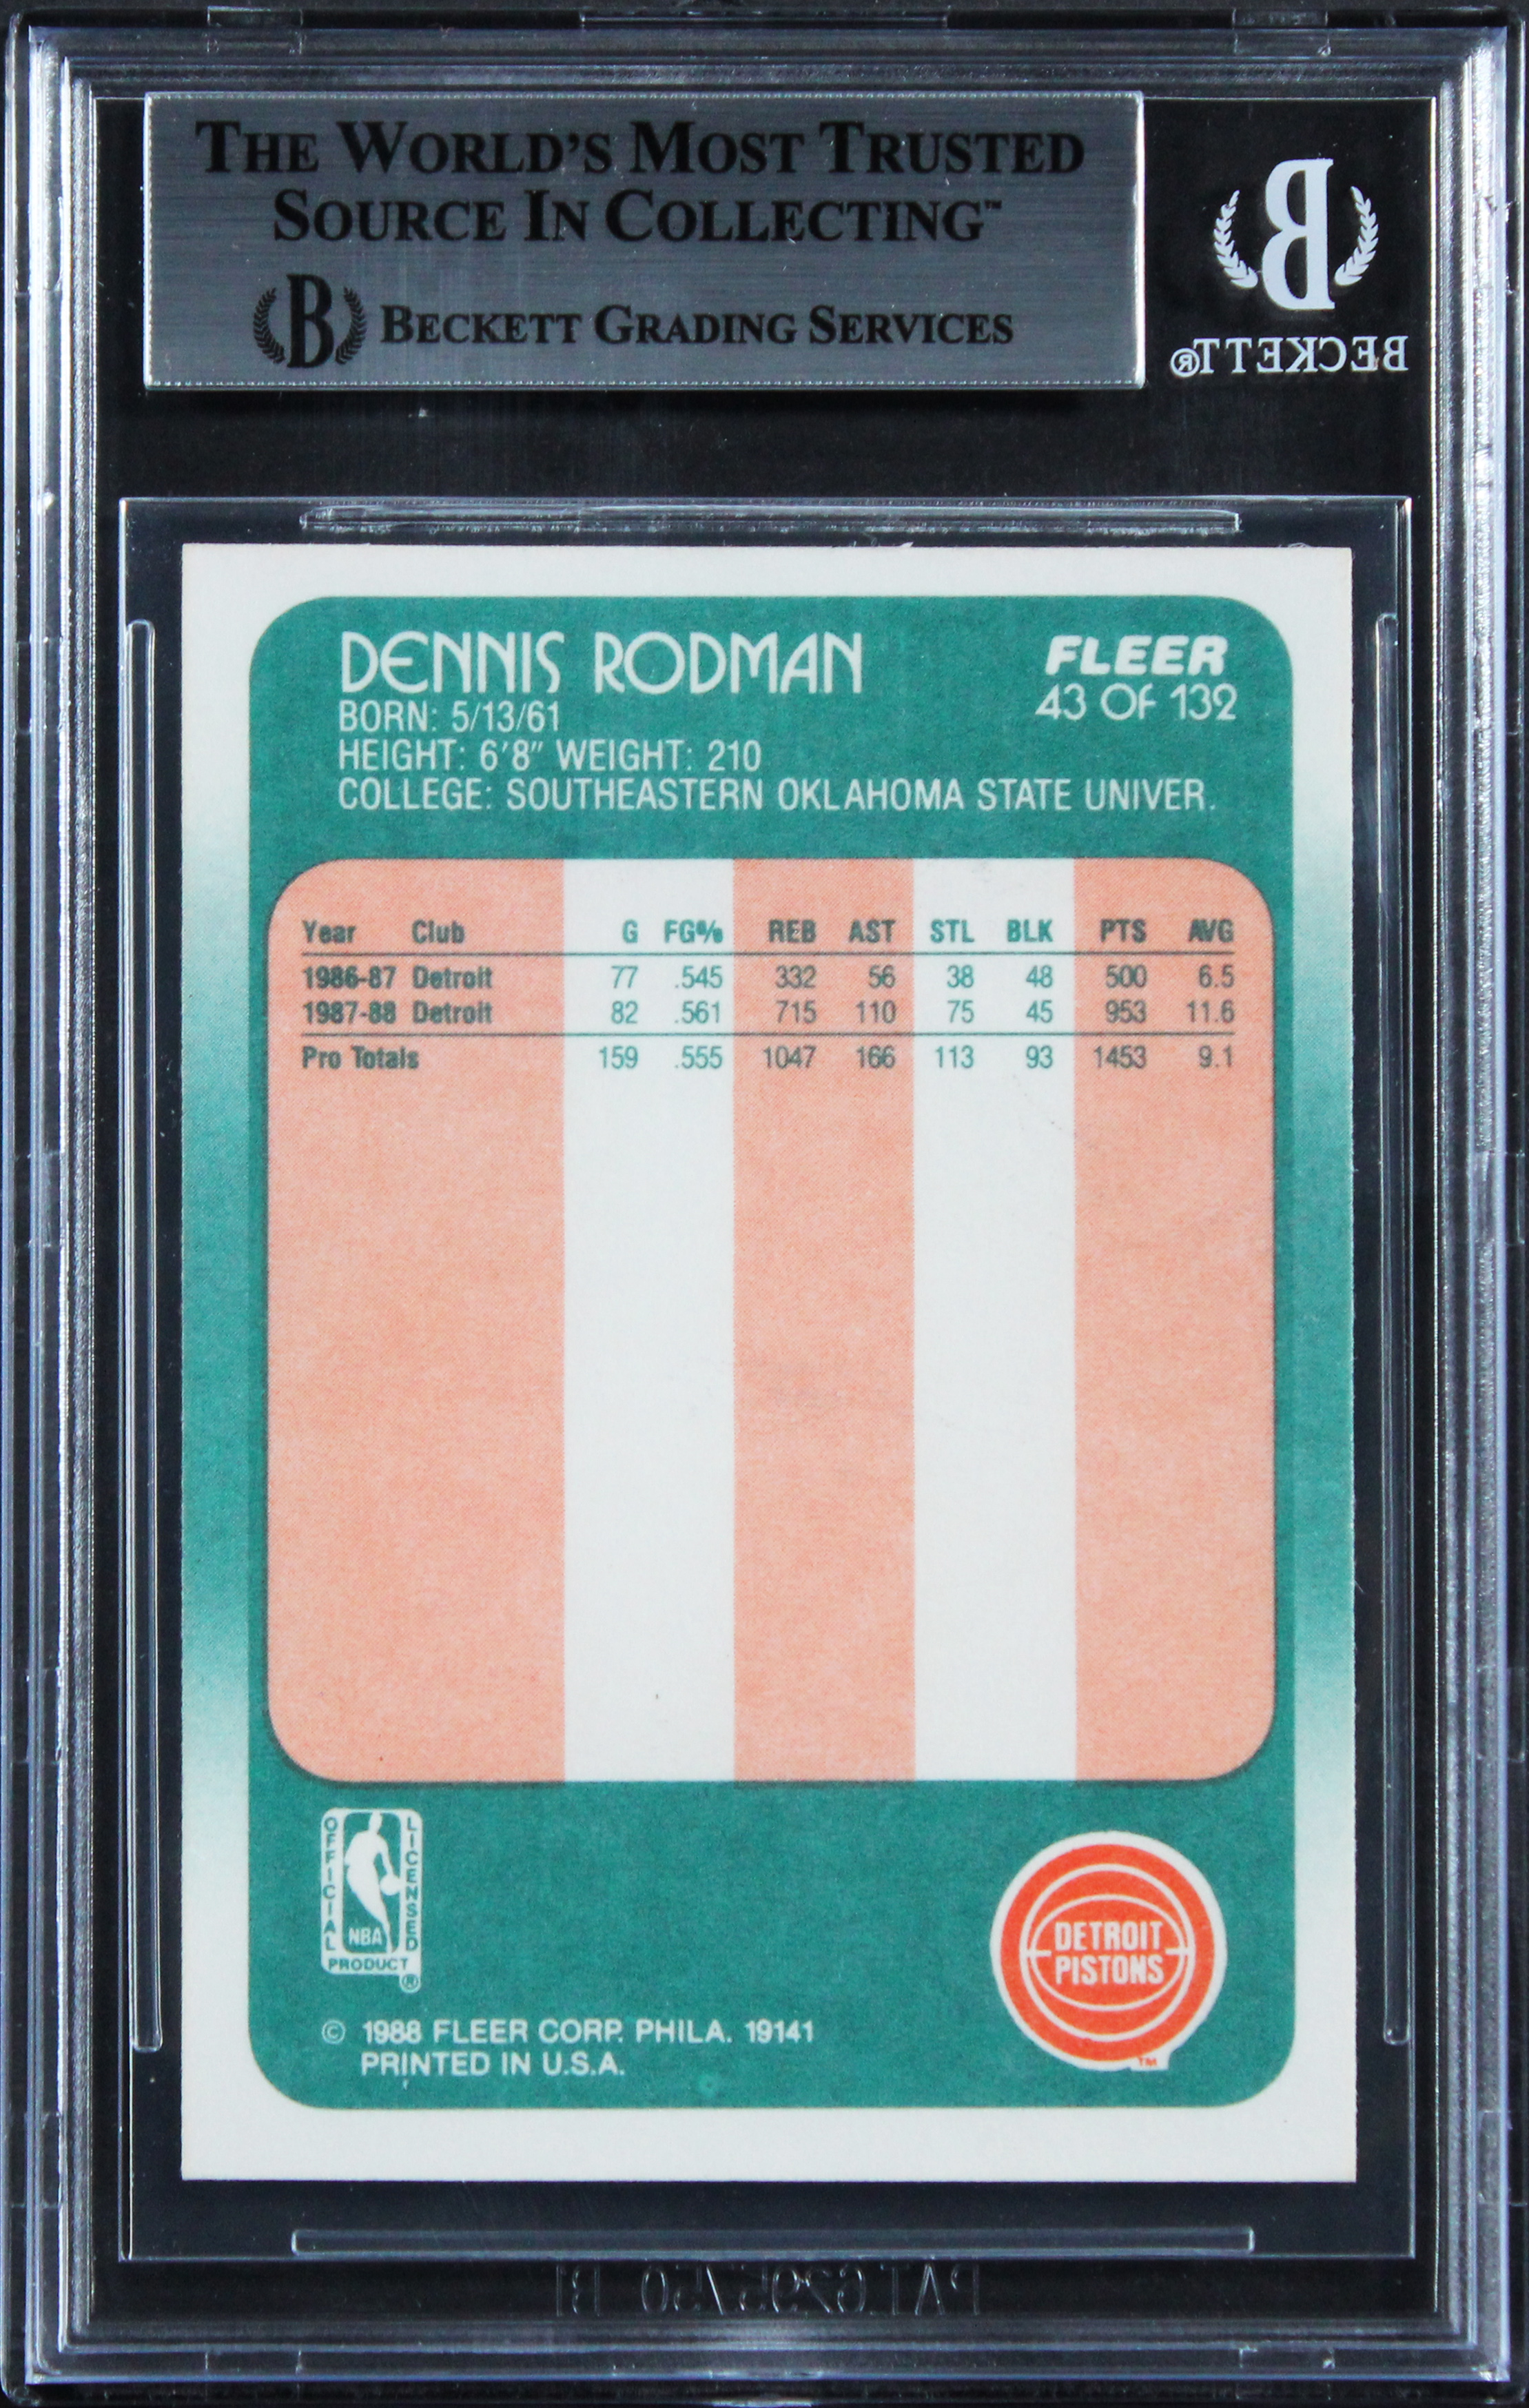 THE WORLD'S MOST TRUSTED
SOURCE IN COLLECTING™
B BECKETT GRADING SERVICES
B
BECKETT®
DENNIS RODMAN
FLEER
43 OF 132
BORN: 5/13/61
HEIGHT: 6'8" WEIGHT: 210
COLLEGE: SOUTHEASTERN OKLAHOMA STATE UNIVER.
Year Club G FG% REB AST STL BLK PTS AVG
1986-87 Detroit 77 .545 332 56 38 48 500 6.5
1987-88 Detroit 82 .561 715 110 75 45 953 11.6
Pro Totals 159 .555 1047 166 113 93 1453 9.1
OFFICIAL LICENSED
NBA
PRODUCT
®
DETROIT
PISTONS
TM
© 1988 FLEER CORP. PHILA. 19141
PRINTED IN U.S.A.